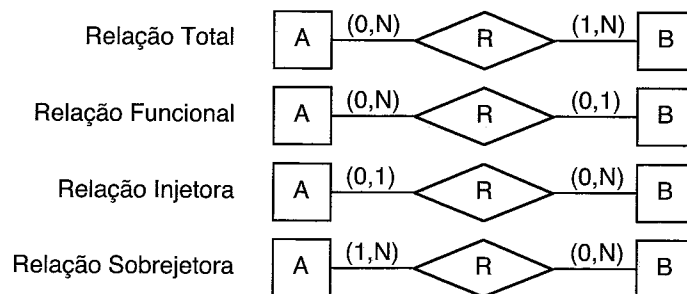 Relação Total A (0,N) R (1,N) B
Relação Funcional A (0,N) R (0,1) B
Relação Injetora A (0,1) R (0,N) B
Relação Sobrejetora A (1,N) R (0,N) B